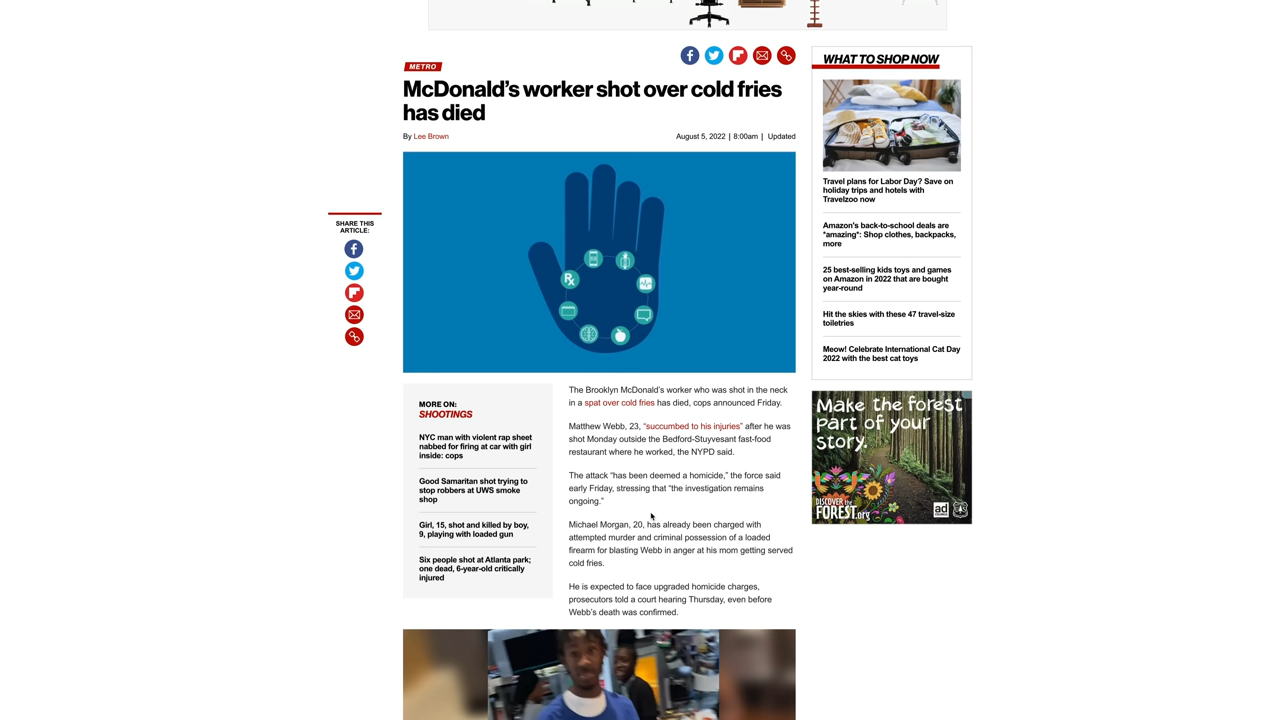 METRO
McDonald’s worker shot over cold fries
has died
By Lee Brown
August 5, 2022 | 8:00am | Updated
SHARE THIS
ARTICLE:
Rx
MORE ON:
SHOOTINGS
NYC man with violent rap sheet
nabbed for firing at car with girl
inside: cops
Good Samaritan shot trying to
stop robbers at UWS smoke
shop
Girl, 15, shot and killed by boy,
9, playing with loaded gun
Six people shot at Atlanta park;
one dead, 6-year-old critically
injured
The Brooklyn McDonald’s worker who was shot in the neck
in a spat over cold fries has died, cops announced Friday.
Matthew Webb, 23, “succumbed to his injuries” after he was
shot Monday outside the Bedford-Stuyvesant fast-food
restaurant where he worked, the NYPD said.
The attack “has been deemed a homicide,” the force said
early Friday, stressing that “the investigation remains
ongoing.”
Michael Morgan, 20, has already been charged with
attempted murder and criminal possession of a loaded
firearm for blasting Webb in anger at his mom getting served
cold fries.
He is expected to face upgraded homicide charges,
prosecutors told a court hearing Thursday, even before
Webb’s death was confirmed.
WHAT TO SHOP NOW
Travel plans for Labor Day? Save on
holiday trips and hotels with
Travelzoo now
Amazon's back-to-school deals are
*amazing*: Shop clothes, backpacks,
more
25 best-selling kids toys and games
on Amazon in 2022 that are bought
year-round
Hit the skies with these 47 travel-size
toiletries
Meow! Celebrate International Cat Day
2022 with the best cat toys
Make the forest
part of your
story.
DISCOVER the
FOREST.org
ad